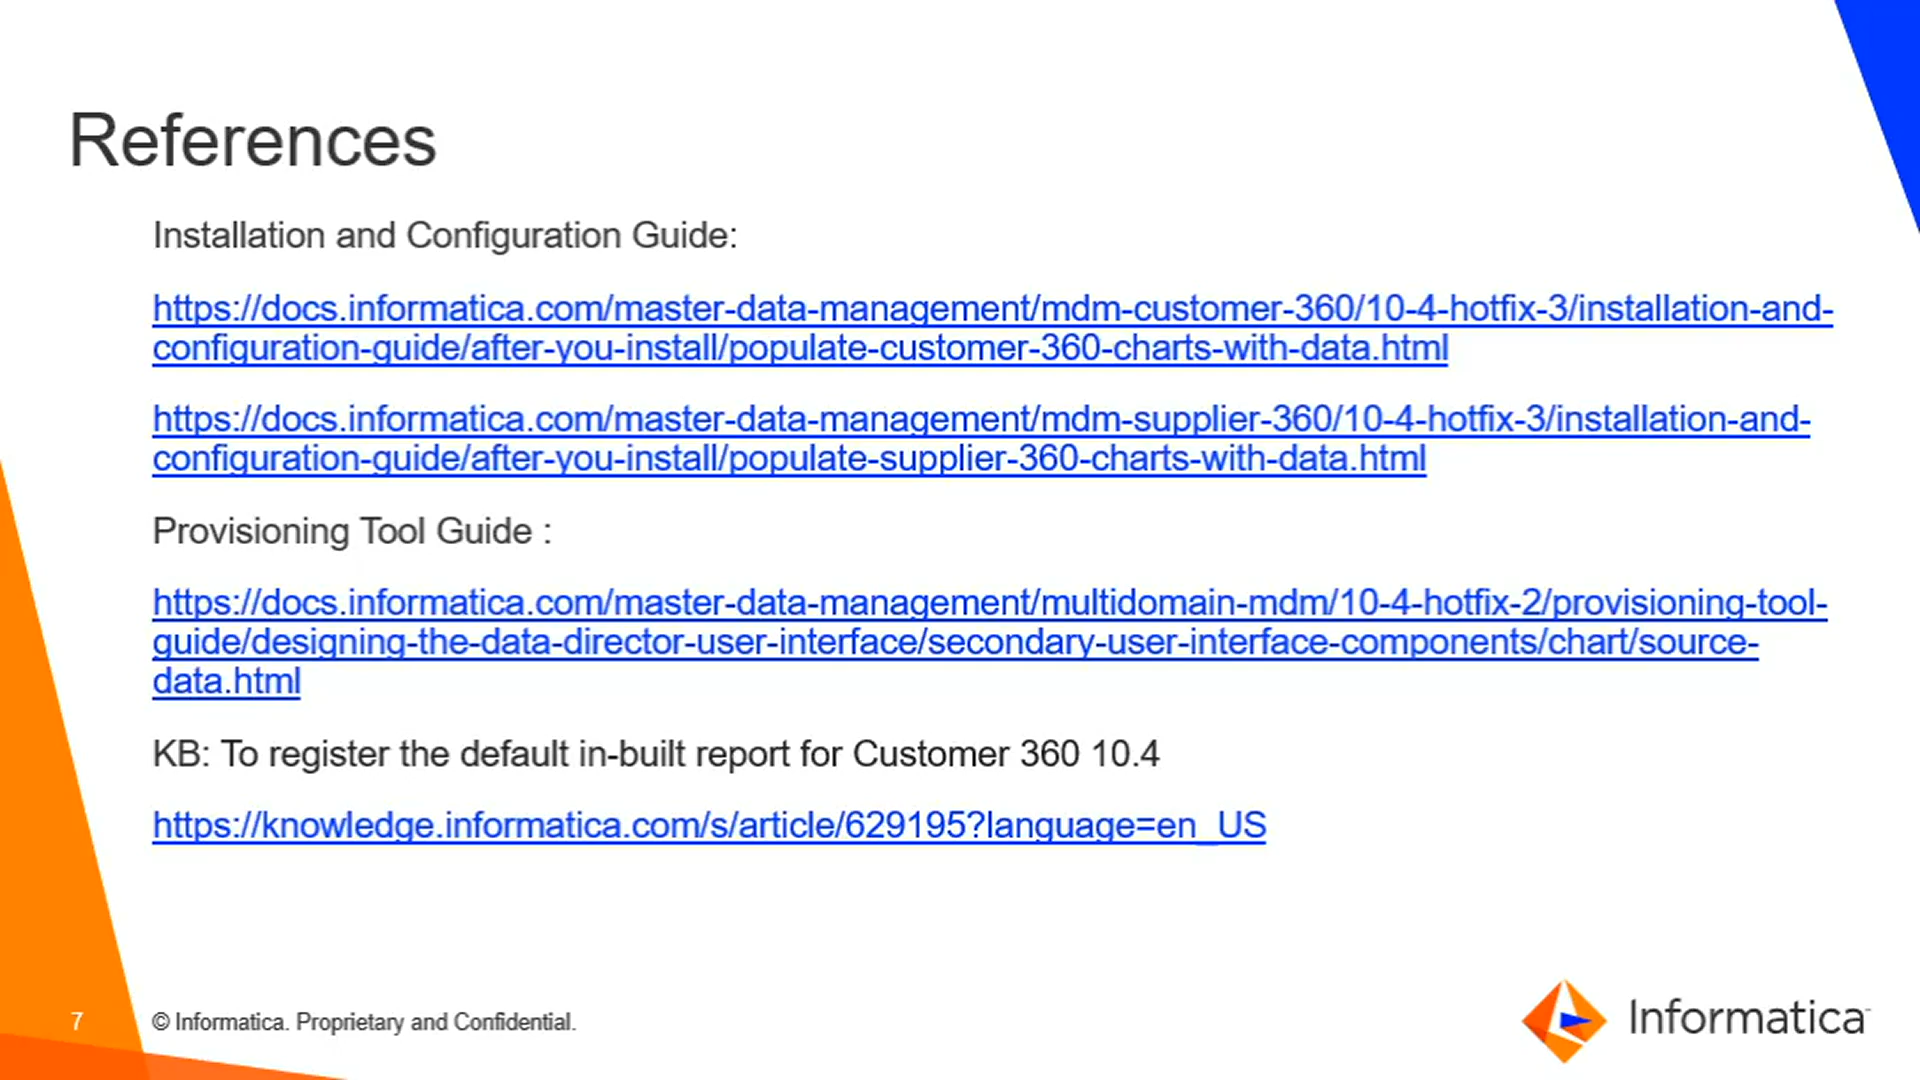 References
Installation and Configuration Guide:
https://docs.informatica.com/master-data-management/mdm-customer-360/10-4-hotfix-3/installation-and-
configuration-guide/after-you-install/populate-customer-360-charts-with-data.html
https://docs.informatica.com/master-data-management/mdm-supplier-360/10-4-hotfix-3/installation-and-
configuration-guide/after-you-install/populate-supplier-360-charts-with-data.html
Provisioning Tool Guide :
https://docs.informatica.com/master-data-management/multidomain-mdm/10-4-hotfix-2/provisioning-tool-
guide/designing-the-data-director-user-interface/secondary-user-interface-components/chart/source-
data.html
KB: To register the default in-built report for Customer 360 10.4
https://knowledge.informatica.com/s/article/629195?language=en_US
7
© Informatica. Proprietary and Confidential.
Informatica